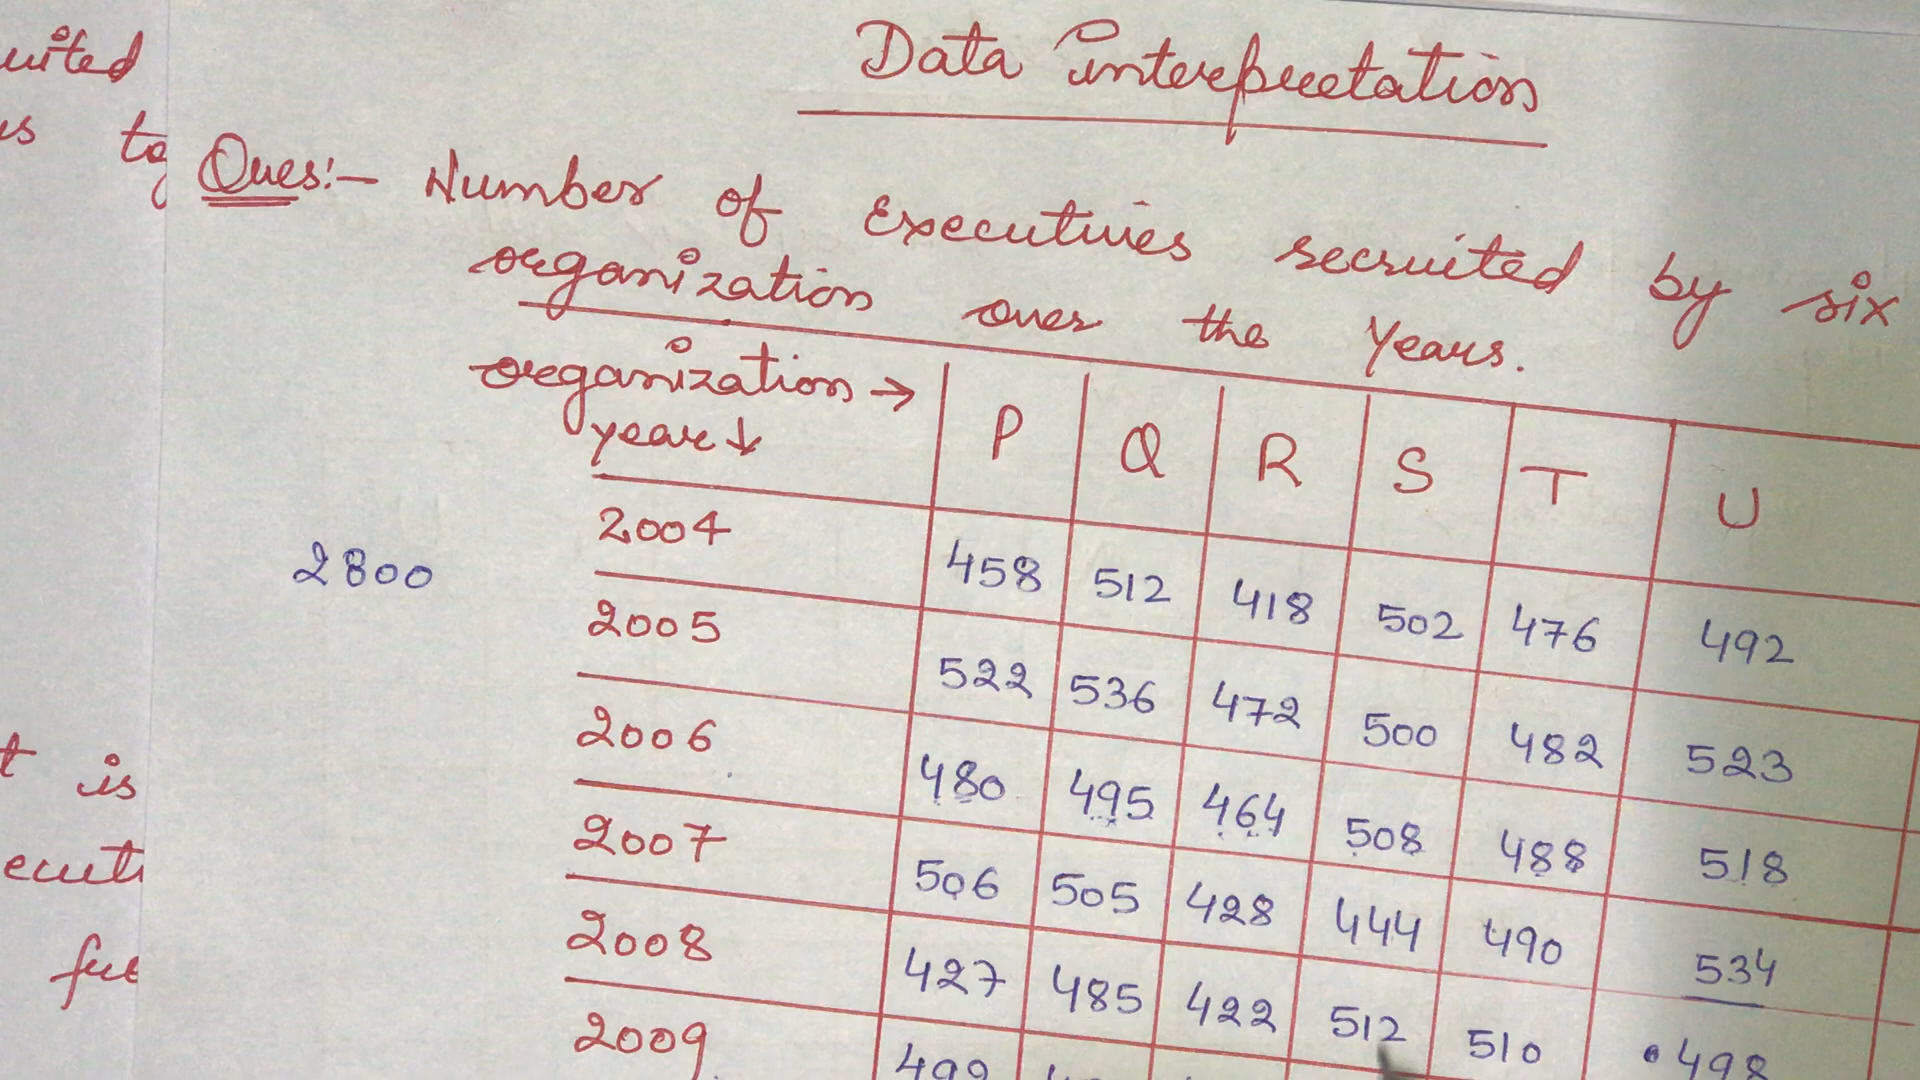 Data interpretation
Ques:- Number of Executives recruited by six
organization over the Years.
organization → P Q R S T U
year ↓
2004 458 512 418 502 476 492
2005 522 536 472 500 482 523
2006 480 495 464 508 488 518
2007 506 505 428 444 490 534
2008 427 485 422 512 510 498
2009
2800
to
t is